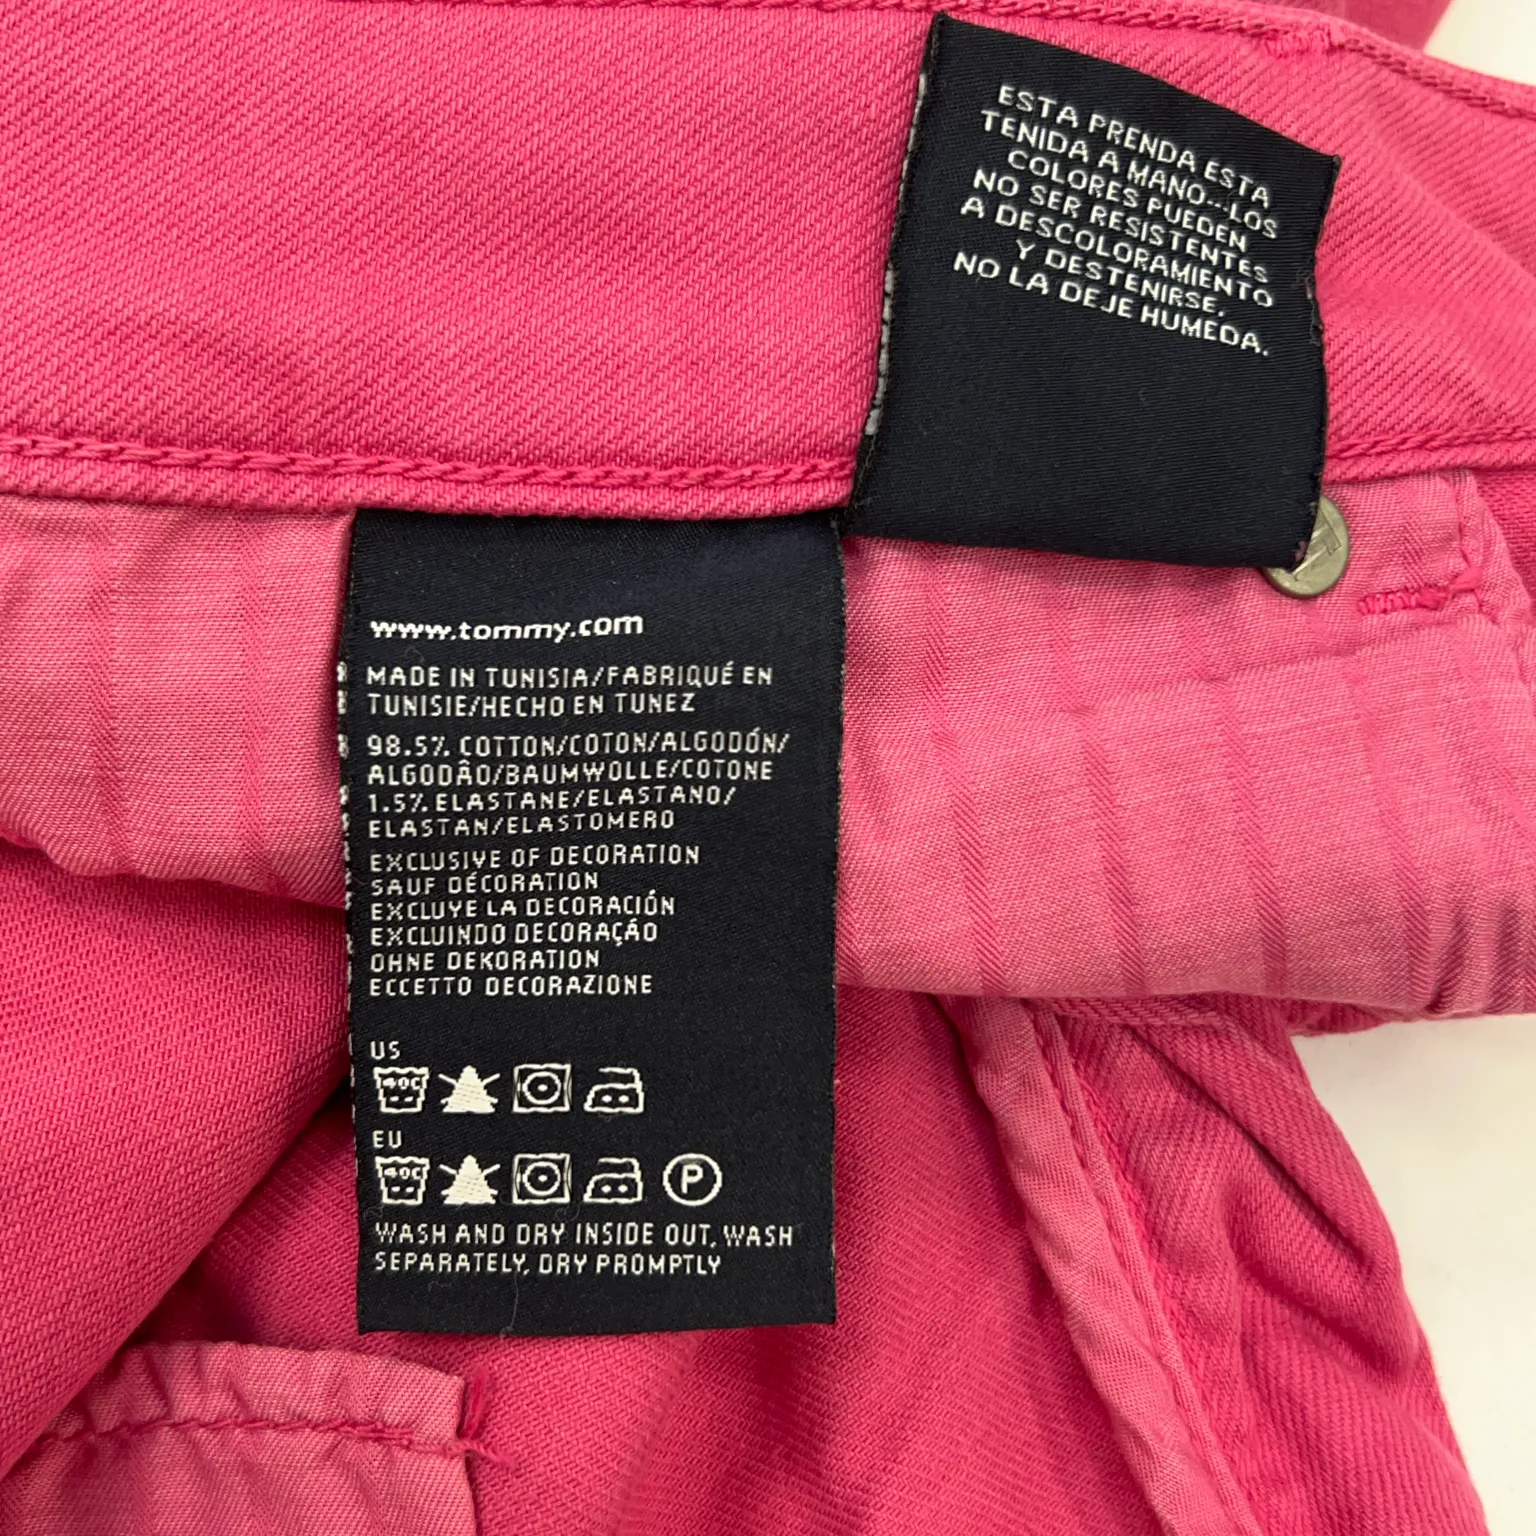 ESTA PRENDA ESTA
TENIDA A MANO---LOS
COLORES PUEDEN
NO SER RESISTENTES
A DESCOLORAMIENTO
Y DESTENIRSE.
NO LA DEJE HUMEDA.
www.tommy.com
MADE IN TUNISIA/FABRIQUÉ EN
TUNISIE/HECHO EN TUNEZ
98.5% COTTON/COTON/ALGODÓN/
ALGODÂO/BAUMWOLLE/COTONE
1.5% ELASTANE/ELASTANO/
ELASTAN/ELASTOMERO
EXCLUSIVE OF DECORATION
SAUF DÉCORATION
EXCLUYE LA DECORACIÓN
EXCLUINDO DECORAÇÃO
OHNE DEKORATION
ECCETTO DECORAZIONE
US
40C
EU
40C P
WASH AND DRY INSIDE OUT, WASH
SEPARATELY, DRY PROMPTLY